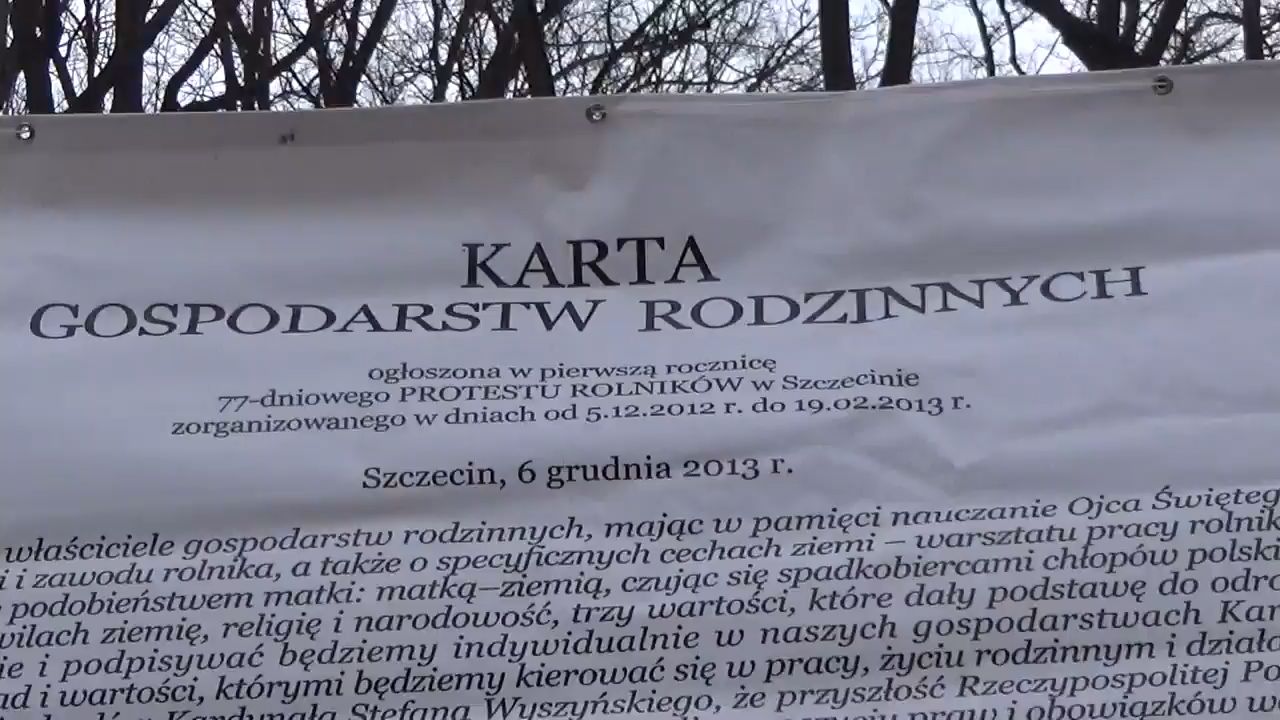 KARTA
GOSPODARSTW RODZINNYCH
ogłoszona w pierwszą rocznicę
77-dniowego PROTESTU ROLNIKÓW w Szczecinie
zorganizowanego w dniach od 5.12.2012 r. do 19.02.2013 r.
Szczecin, 6 grudnia 2013 r.
właściciele gospodarstw rodzinnych, mając w pamięci nauczanie Ojca Święteg
i i zawodu rolnika, a także o specyficznych cechach ziemi – warsztatu pracy rolnik
podobieństwem matki: matką–ziemią, czując się spadkobiercami chłopów polski
wilach ziemię, religię i narodowość, trzy wartości, które dały podstawę do odro
ie i podpisywać będziemy indywidualnie w naszych gospodarstwach Kar
ad i wartości, którymi będziemy kierować się w pracy, życiu rodzinnym i działa
Kardynała Stefana Wyszyńskiego, że przyszłość Rzeczypospolitej Po
praw i obowiązków w